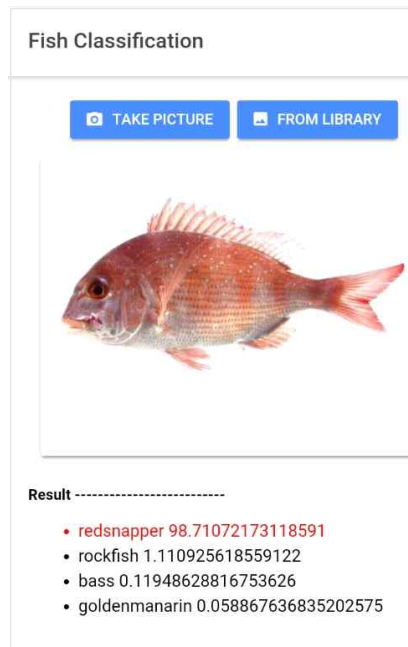 Fish Classification
TAKE PICTURE
FROM LIBRARY
Result --------------------------
redsnapper 98.71072173118591
rockfish 1.110925618559122
bass 0.11948628816753626
goldenmanarin 0.058867636835202575